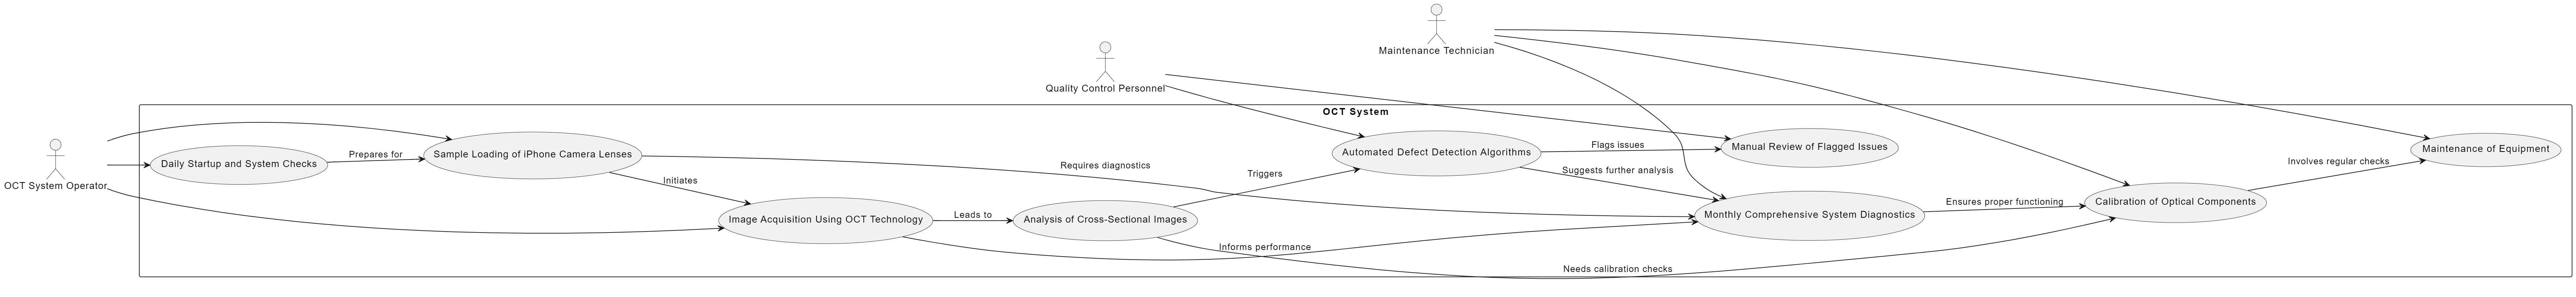 Maintenance Technician
Quality Control Personnel
OCT System
OCT System Operator
Daily Startup and System Checks
Prepares for
Sample Loading of iPhone Camera Lenses
Requires diagnostics
Initiates
Image Acquisition Using OCT Technology
Leads to
Analysis of Cross-Sectional Images
Triggers
Automated Defect Detection Algorithms
Flags issues
Manual Review of Flagged Issues
Suggests further analysis
Monthly Comprehensive System Diagnostics
Ensures proper functioning
Calibration of Optical Components
Involves regular checks
Maintenance of Equipment
Informs performance
Needs calibration checks